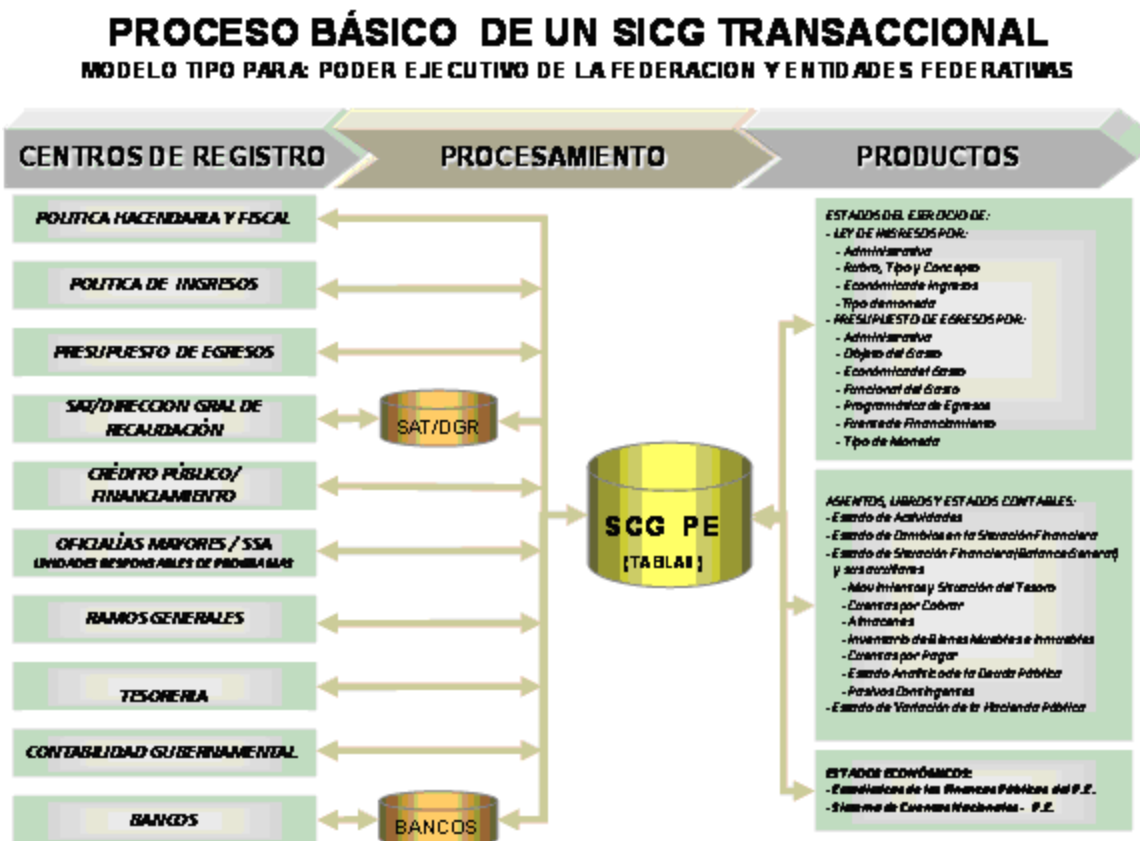 PROCESO BÁSICO DE UN SICG TRANSACCIONAL
MODELO TIPO PARA: PODER EJECUTIVO DE LA FEDERACION Y ENTIDADES FEDERATIVAS
CENTROS DE REGISTRO
PROCESAMIENTO
PRODUCTOS
POLITICA HACENDARIA Y FISCAL
POLITICA DE INGRESOS
PRESUPUESTO DE EGRESOS
SAT/DIRECCION GRAL DE
RECAUDACIÓN
CRÉDITO PÚBLICO/
FINANCIAMIENTO
OFICIALÍAS MAYORES / SSA
UNIDADES RESPONSABLES DE PROGRAMAS
RAMOS GENERALES
TESORERIA
CONTABILIDAD GUBERNAMENTAL
BANCOS
SAT/DGR
BANCOS
SCG PE
ESTADOS DEL EJERCICIO DE:
- LEY DE INGRESOS POR:
- Administrativa
- Rubro, Tipo y Concepto
- Económica de Ingresos
- Tipo de moneda
- PRESUPUESTO DE EGRESOS POR:
- Administrativa
- Objeto del Gasto
- Económica del Gasto
- Funcional del Gasto
- Programática de Egresos
- Fuente de Financiamiento
- Tipo de Moneda
ASIENTOS, LIBROS Y ESTADOS CONTABLES:
- Estado de Actividades
- Estado de Cambios en la Situación Financiera
- Estado de Situación Financiera (Balance General)
y sus auxiliares
- Movimientos y Situación del Tesoro
- Cuentas por Cobrar
- Almacenes
- Inventario de Bienes Muebles e Inmuebles
- Cuentas por Pagar
- Estado Analítico de la Deuda Pública
- Pasivos Contingentes
- Estado de Variación de la Hacienda Pública
ESTADOS ECONÓMICOS:
- Estadísticas de las Finanzas Públicas del P.E.
- Sistema de Cuentas Nacionales - P.E.